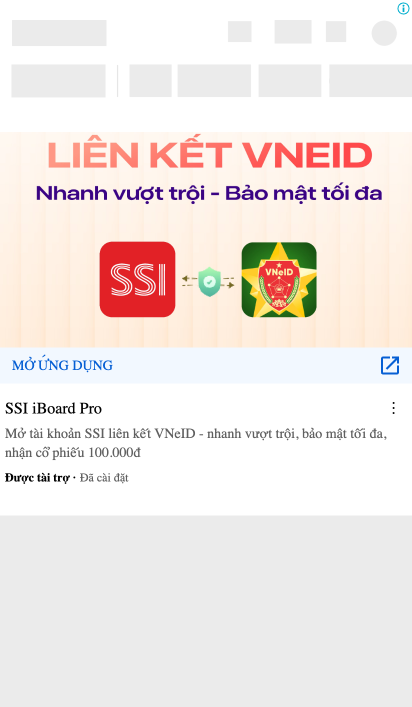 LIÊN KẾT VNEID
Nhanh vượt trội - Bảo mật tối đa
SSI
VNeID
MỞ ỨNG DỤNG
SSI iBoard Pro
Mở tài khoản SSI liên kết VNeID - nhanh vượt trội, bảo mật tối đa,
nhận cổ phiếu 100.000đ
Được tài trợ · Đã cài đặt